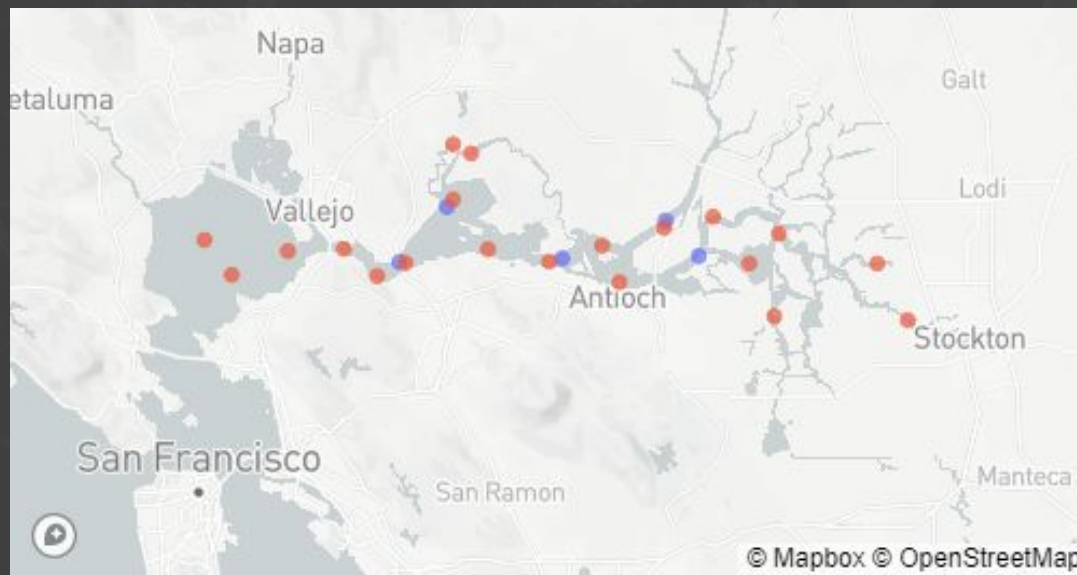 Napa
Galt
etaluma
Lodi
Vallejo
Antioch
Stockton
San Francisco
Manteca
San Ramon
© Mapbox © OpenStreetMap